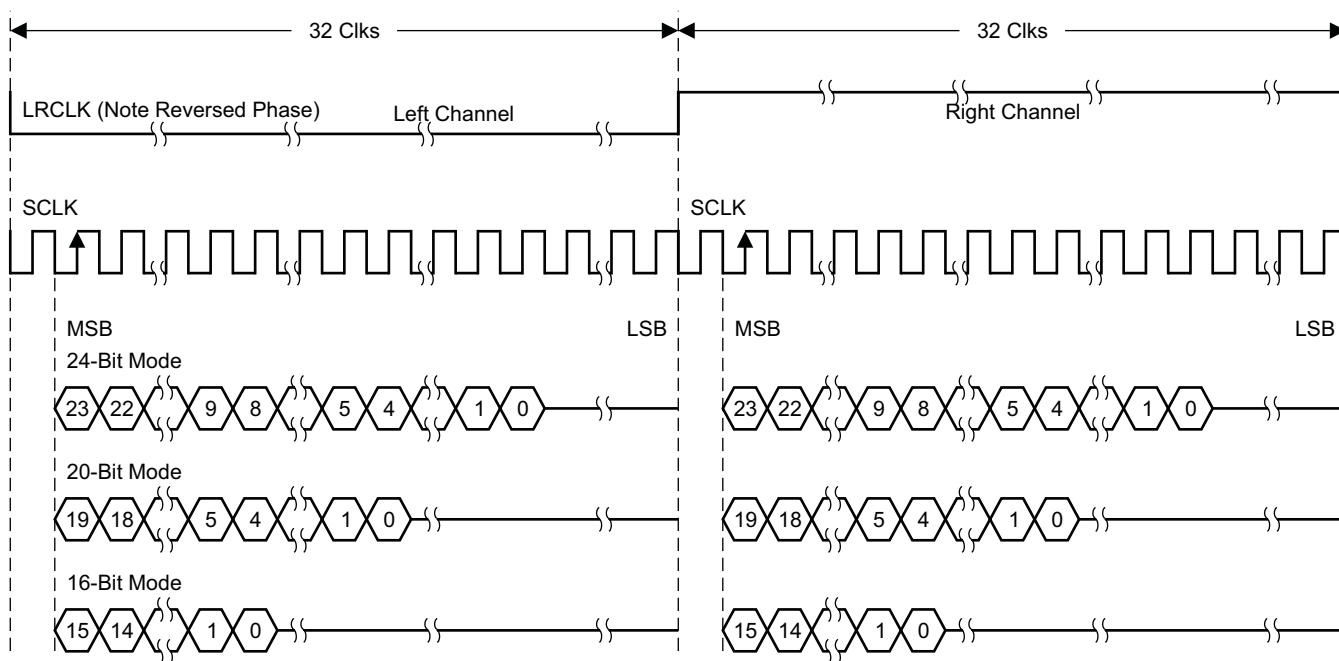 32 Clks 32 Clks
LRCLK (Note Reversed Phase) Left Channel Right Channel
SCLK SCLK
MSB LSB MSB LSB
24-Bit Mode
23 22 9 8 5 4 1 0 23 22 9 8 5 4 1 0
20-Bit Mode
19 18 5 4 1 0 19 18 5 4 1 0
16-Bit Mode
15 14 1 0 15 14 1 0